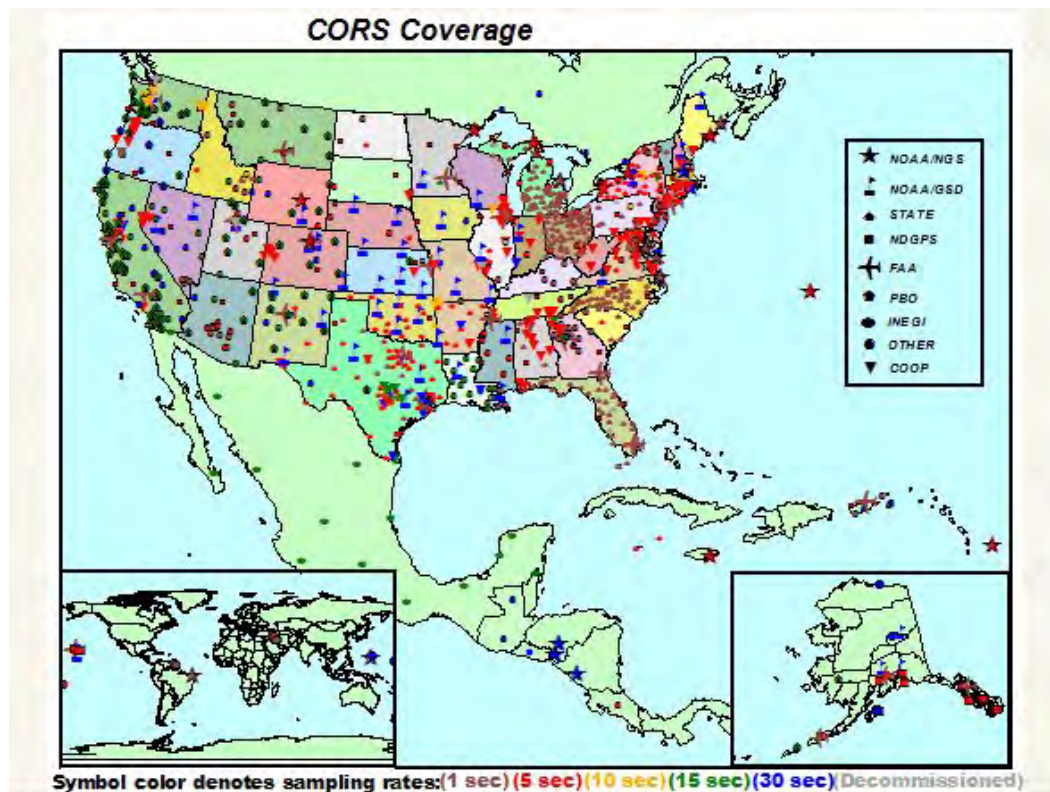 CORS Coverage
NOAA/NGS
NOAA/GSD
STATE
NDGPS
FAA
PBO
INEGI
OTHER
COOP
Symbol color denotes sampling rates:(1 sec)(5 sec)(10 sec)(15 sec)(30 sec)(Decommissioned)